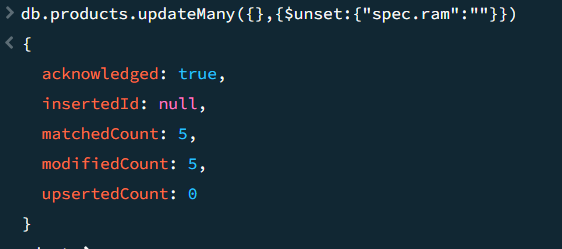 > db.products.updateMany({},{$unset:{"spec.ram":""}})
< {
acknowledged: true,
insertedId: null,
matchedCount: 5,
modifiedCount: 5,
upsertedCount: 0
}